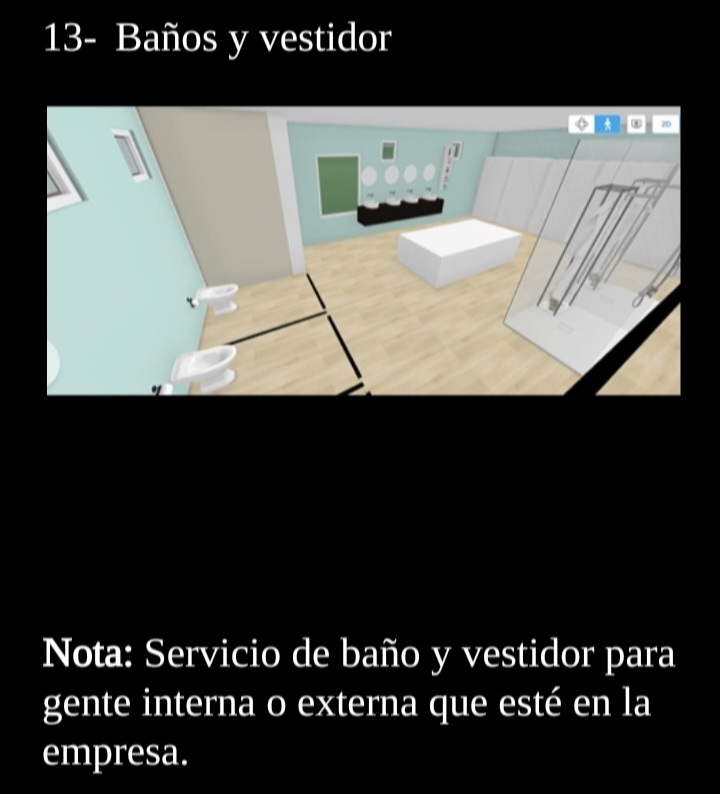 13- Baños y vestidor
2D
Nota: Servicio de baño y vestidor para
gente interna o externa que esté en la
empresa.